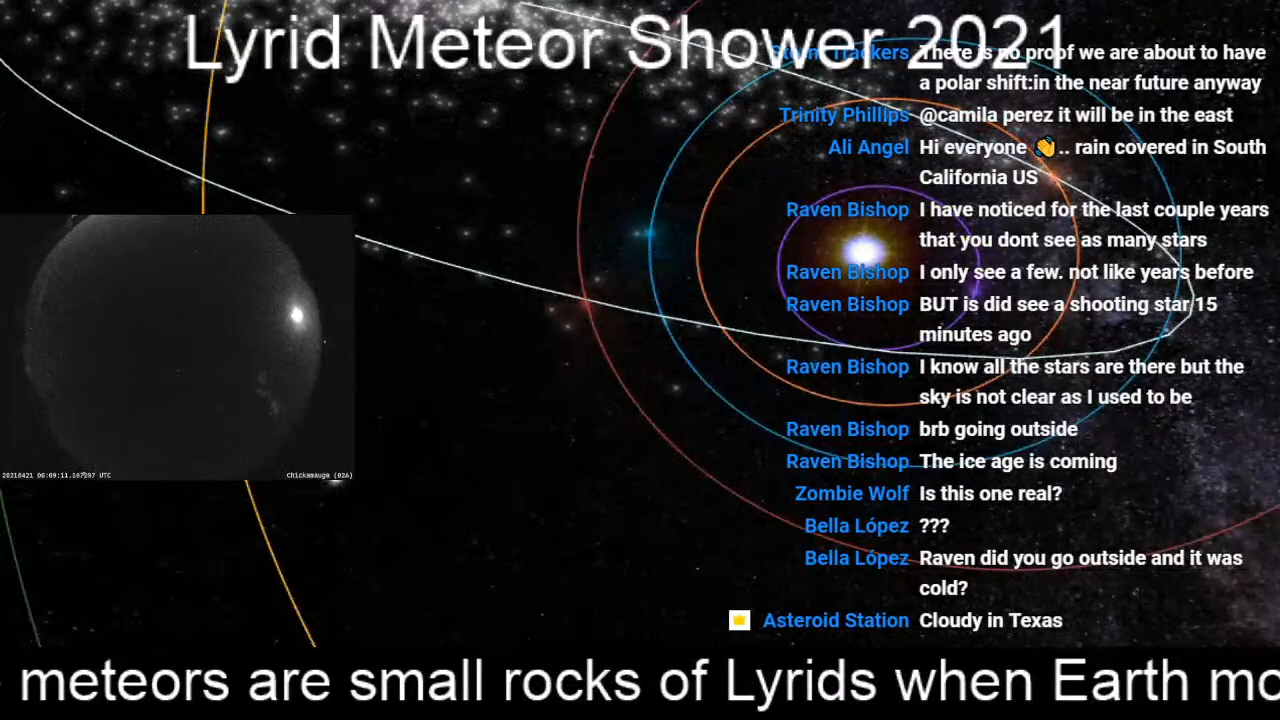 Lyrid Meteor Shower 2021
Storm Trackers There is no proof we are about to have
a polar shift:in the near future anyway
Trinity Phillips @camila perez it will be in the east
Ali Angel Hi everyone 👋.. rain covered in South
California US
Raven Bishop I have noticed for the last couple years
that you dont see as many stars
Raven Bishop I only see a few. not like years before
Raven Bishop BUT is did see a shooting star 15
minutes ago
Raven Bishop I know all the stars are there but the
sky is not clear as I used to be
Raven Bishop brb going outside
Raven Bishop The ice age is coming
Zombie Wolf Is this one real?
Bella López ???
Bella López Raven did you go outside and it was
cold?
Asteroid Station Cloudy in Texas
Chickamauga (02A)
meteors are small rocks of Lyrids when Earth mo